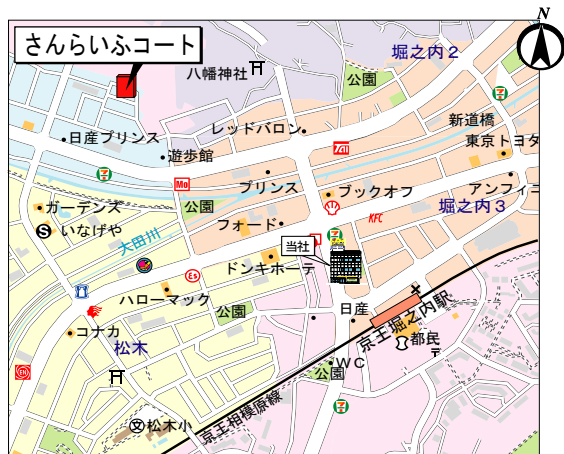 N
さんらいふコート
八幡神社
堀之内2
公園
新道橋
レッドバロン
東京トヨタ
日産プリンス
遊歩館
プリンス
ブックオフ
アンフィニ
堀之内3
Mo
ガーデンズ
公園
フォード
KFC
S いなげや
大田川
当社
ドンキホーテ
Es
ハローマック
公園
日産
京王堀之内駅
コナカ
松木
都民
WC
公園
EN
京王相模原線
文 松木小